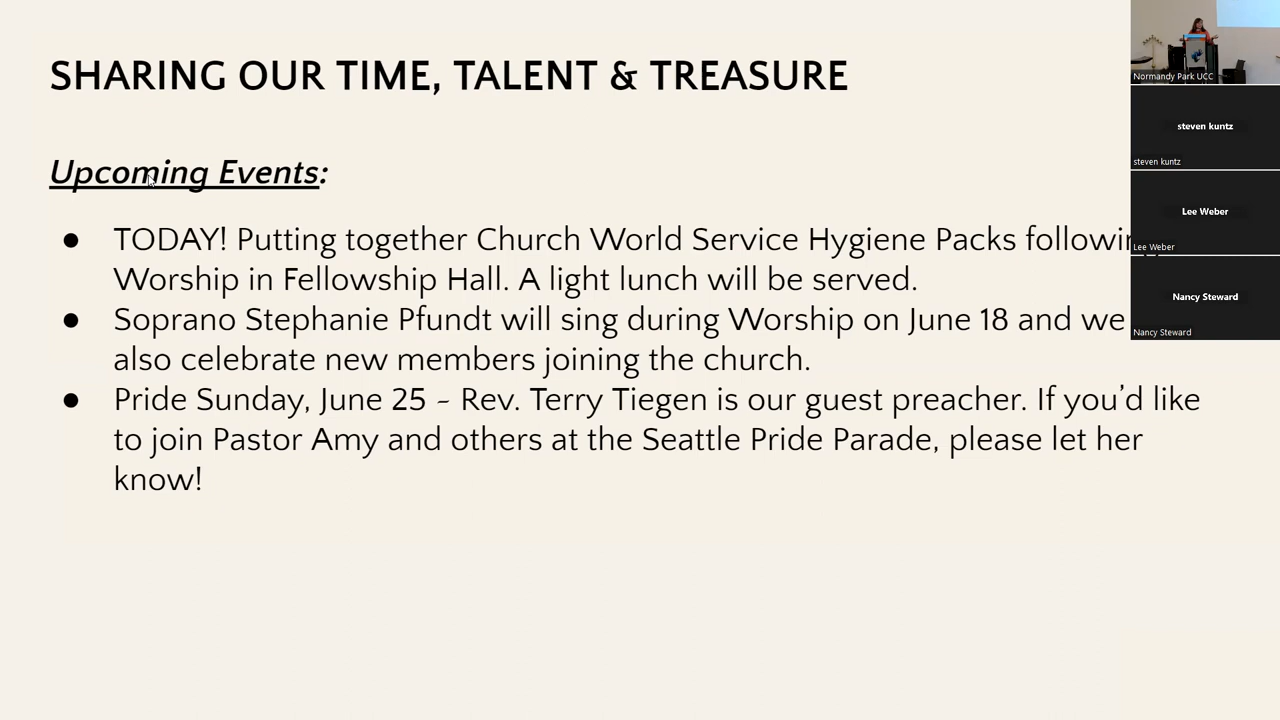 SHARING OUR TIME, TALENT & TREASURE
Upcoming Events:
● TODAY! Putting together Church World Service Hygiene Packs
Worship in Fellowship Hall. A light lunch will be served.
● Soprano Stephanie Pfundt will sing during Worship on June 18 and we
also celebrate new members joining the church.
● Pride Sunday, June 25 ~ Rev. Terry Tiegen is our guest preacher. If you’d like
to join Pastor Amy and others at the Seattle Pride Parade, please let her
know!
Normandy Park UCC
steven kuntz
steven kuntz
Lee Weber
Lee Weber
Nancy Steward
Nancy Steward